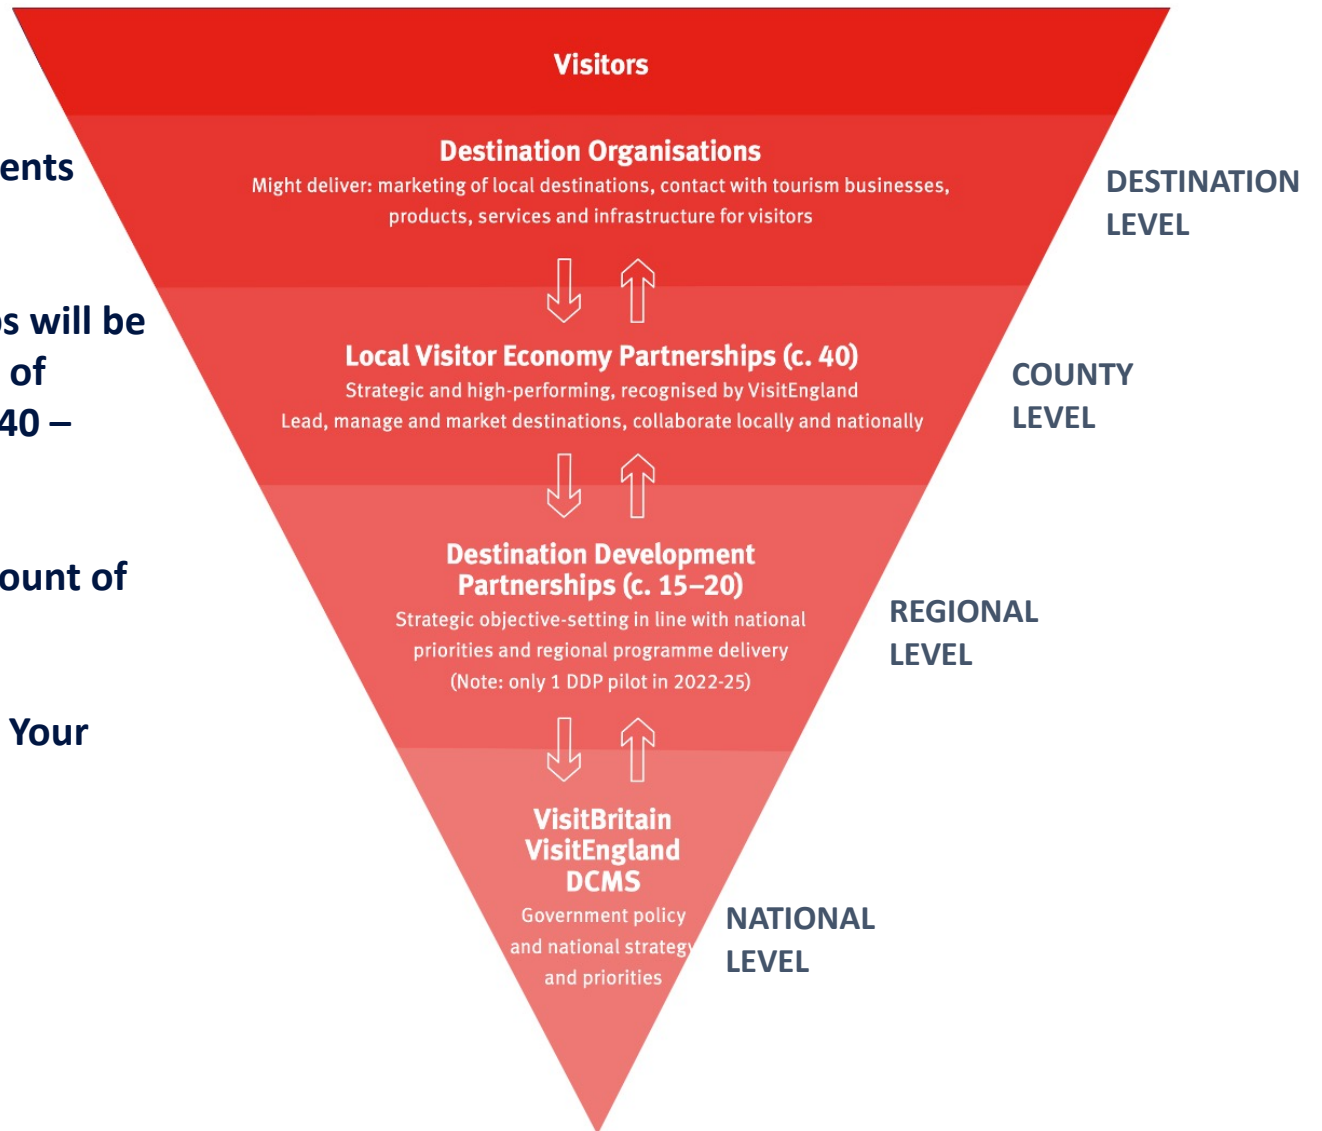 Visitors
Destination Organisations
Might deliver: marketing of local destinations, contact with tourism businesses,
products, services and infrastructure for visitors
DESTINATION
LEVEL
Local Visitor Economy Partnerships (c. 40)
Strategic and high-performing, recognised by VisitEngland
Lead, manage and market destinations, collaborate locally and nationally
COUNTY
LEVEL
Destination Development
Partnerships (c. 15–20)
Strategic objective-setting in line with national
priorities and regional programme delivery
(Note: only 1 DDP pilot in 2022-25)
REGIONAL
LEVEL
VisitBritain
VisitEngland
DCMS
Government policy
and national strategy
and priorities
NATIONAL
LEVEL
will be
of
40 –
of
Your